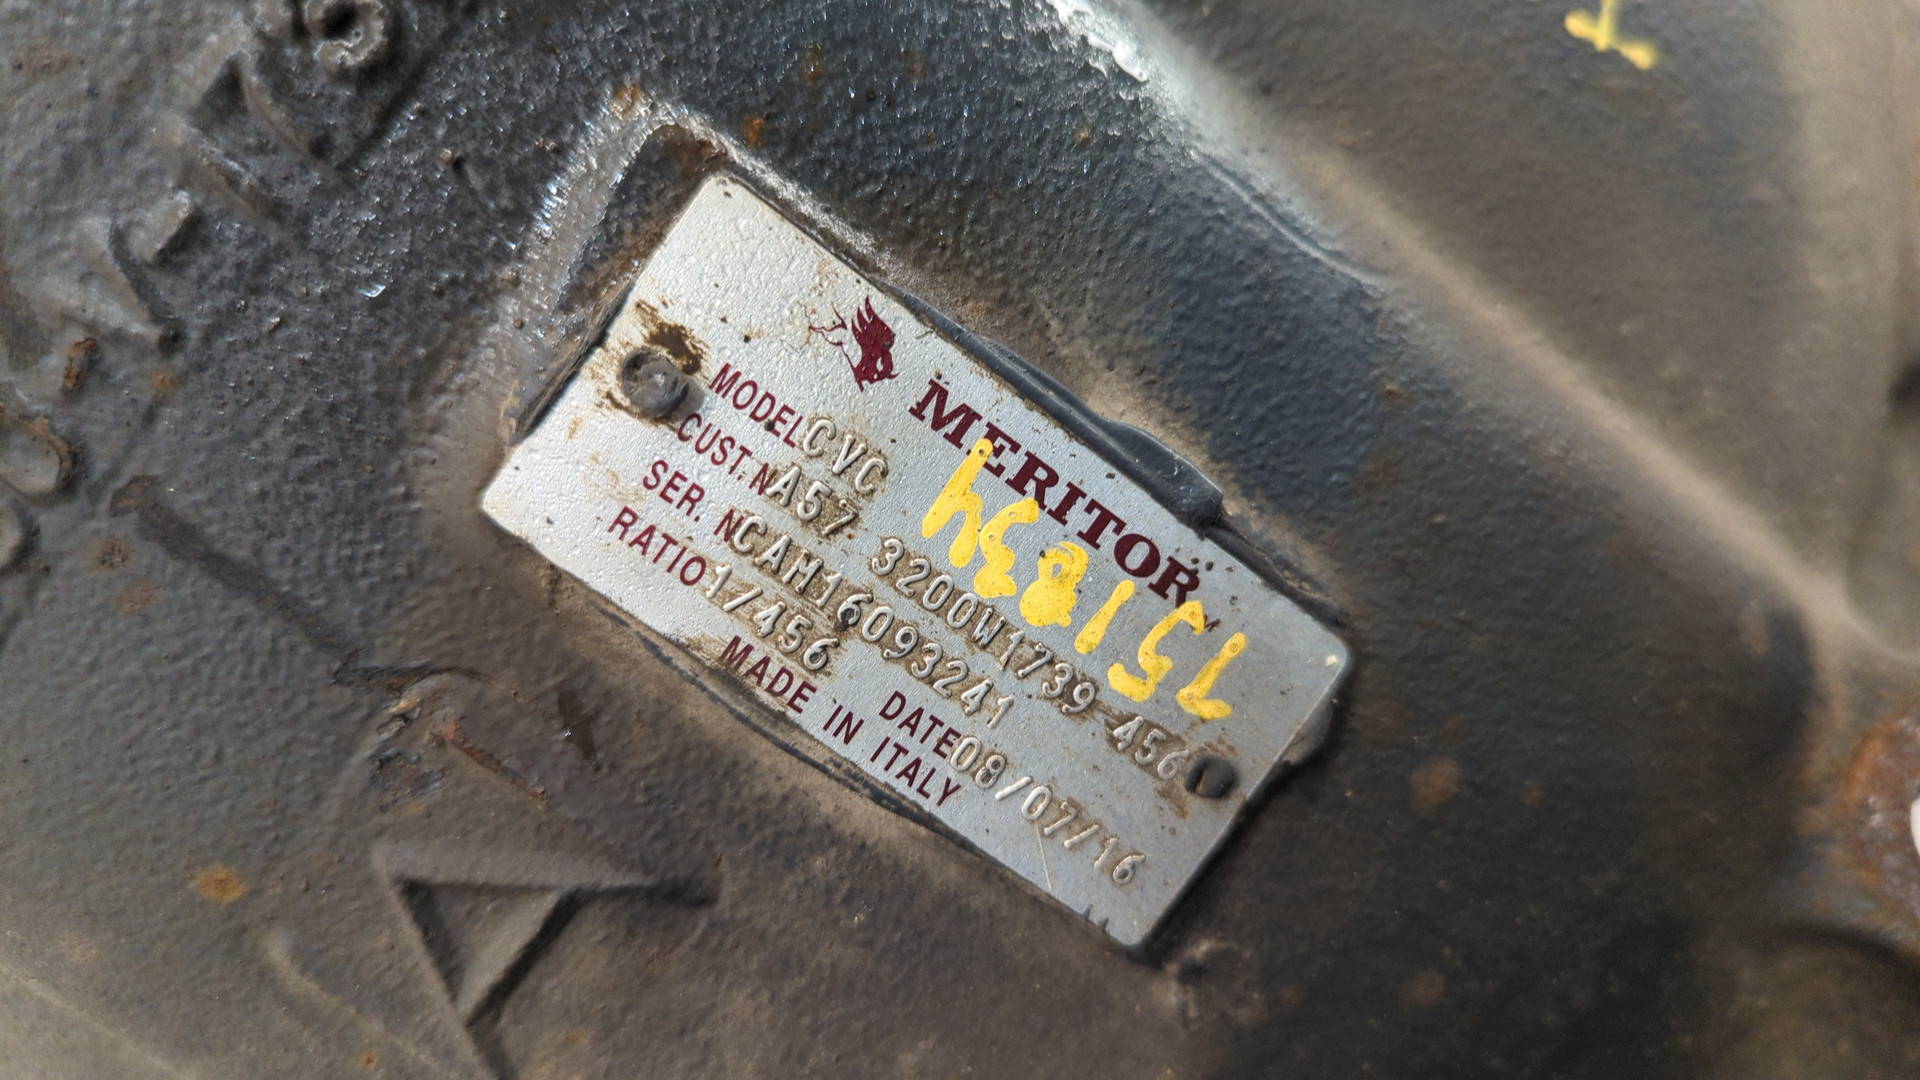 MERITOR
MODEL CVC
CUST. N A57 3200W1739 456
SER. N CAM16093241
RATIO 1/456 DATE 08/07/16
MADE IN ITALY